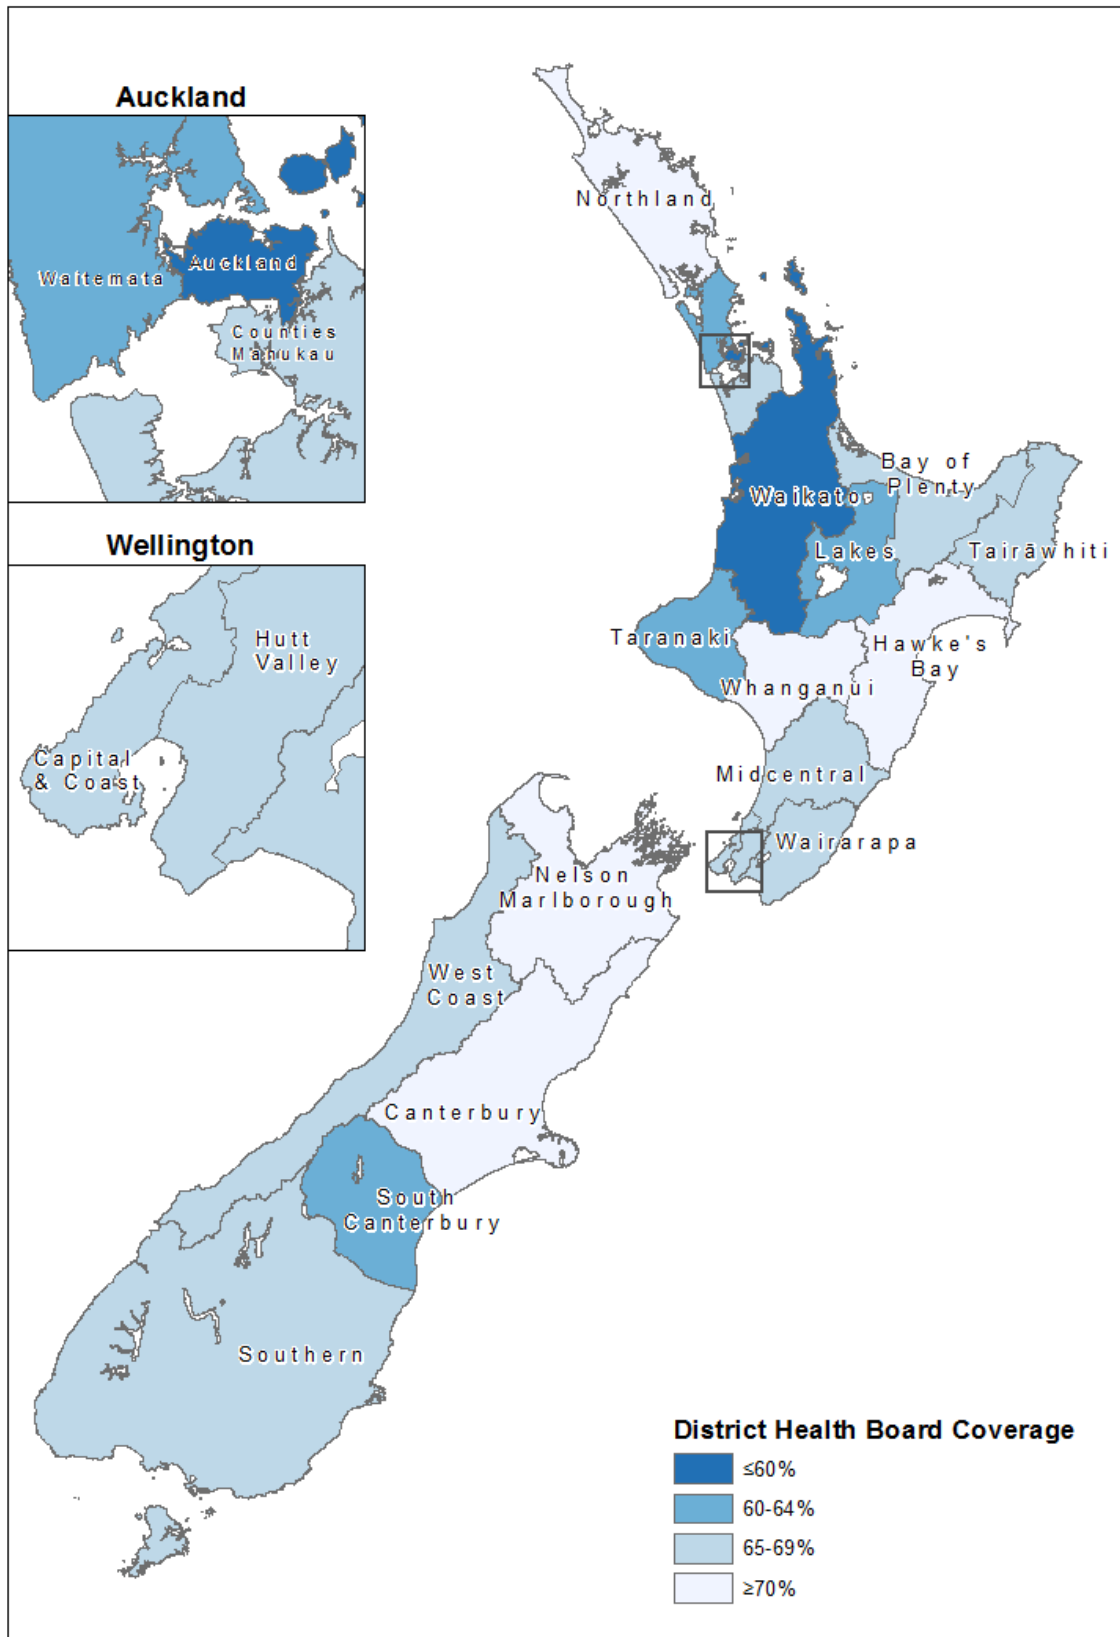 Auckland
Waitemata
Auckland
Counties
Manukau
Wellington
Hutt
Valley
Capital
& Coast
Northland
Bay of
Plenty
Waikato
Lakes
Tairāwhiti
Taranaki
Hawke's
Bay
Whanganui
Midcentral
Wairarapa
Nelson
Marlborough
West
Coast
Canterbury
South
Canterbury
Southern
District Health Board Coverage
≤60%
60-64%
65-69%
≥70%